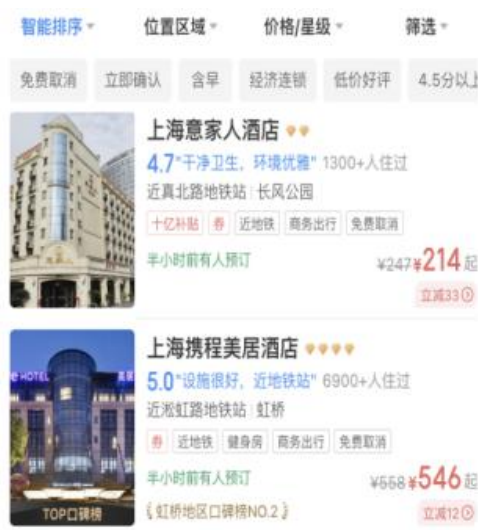 智能排序 位置区域 价格/星级 筛选
免费取消 立即确认 含早 经济连锁 低价好评 4.5分以上
上海意家人酒店
4.7 "干净卫生，环境优雅" 1300+人住过
近真北路地铁站 | 长风公园
十亿补贴 券 近地铁 商务出行 免费取消
半小时前有人预订 ¥247 ¥214起
立减33
上海携程美居酒店
HOTEL 美居
5.0 "设施很好，近地铁站" 6900+人住过
近淞虹路地铁站 | 虹桥
券 近地铁 健身房 商务出行 免费取消
半小时前有人预订 ¥558 ¥546起
TOP口碑榜 虹桥地区口碑榜NO.2 立减12